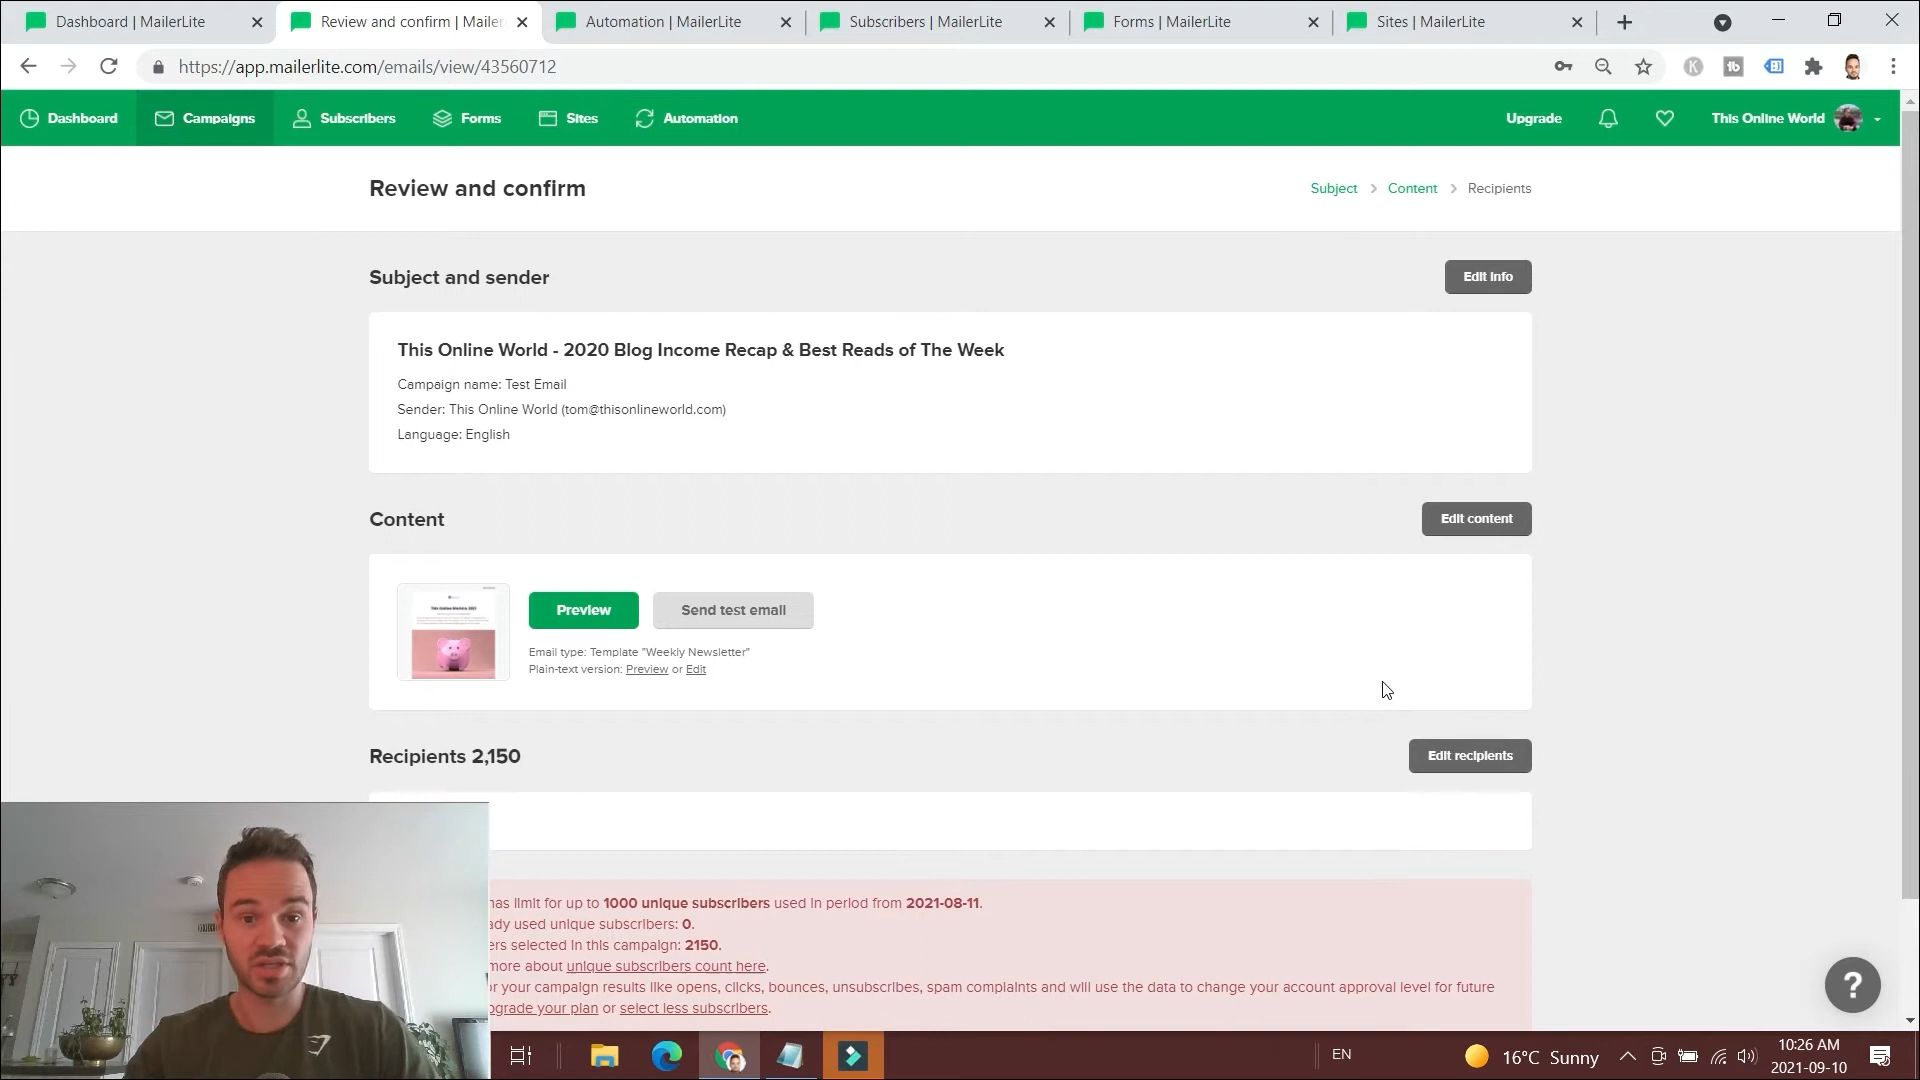 Dashboard | MailerLite
Review and confirm | Mailer
Automation | MailerLite
Subscribers | MailerLite
Forms | MailerLite
Sites | MailerLite
https://app.mailerlite.com/emails/view/43560712
Dashboard
Campaigns
Subscribers
Forms
Sites
Automation
Upgrade
This Online World
Review and confirm
Subject > Content > Recipients
Subject and sender
Edit info
This Online World - 2020 Blog Income Recap & Best Reads of The Week
Campaign name: Test Email
Sender: This Online World (tom@thisonlineworld.com)
Language: English
Content
Edit content
Preview
Send test email
Email type: Template "Weekly Newsletter"
Plain-text version: Preview or Edit
Recipients 2,150
Edit recipients
has limit for up to 1000 unique subscribers used in period from 2021-08-11.
ady used unique subscribers: 0.
ers selected in this campaign: 2150.
more about unique subscribers count here.
or your campaign results like opens, clicks, bounces, unsubscribes, spam complaints and will use the data to change your account approval level for future
pgrade your plan or select less subscribers.
?
EN
16°C Sunny
10:26 AM
2021-09-10